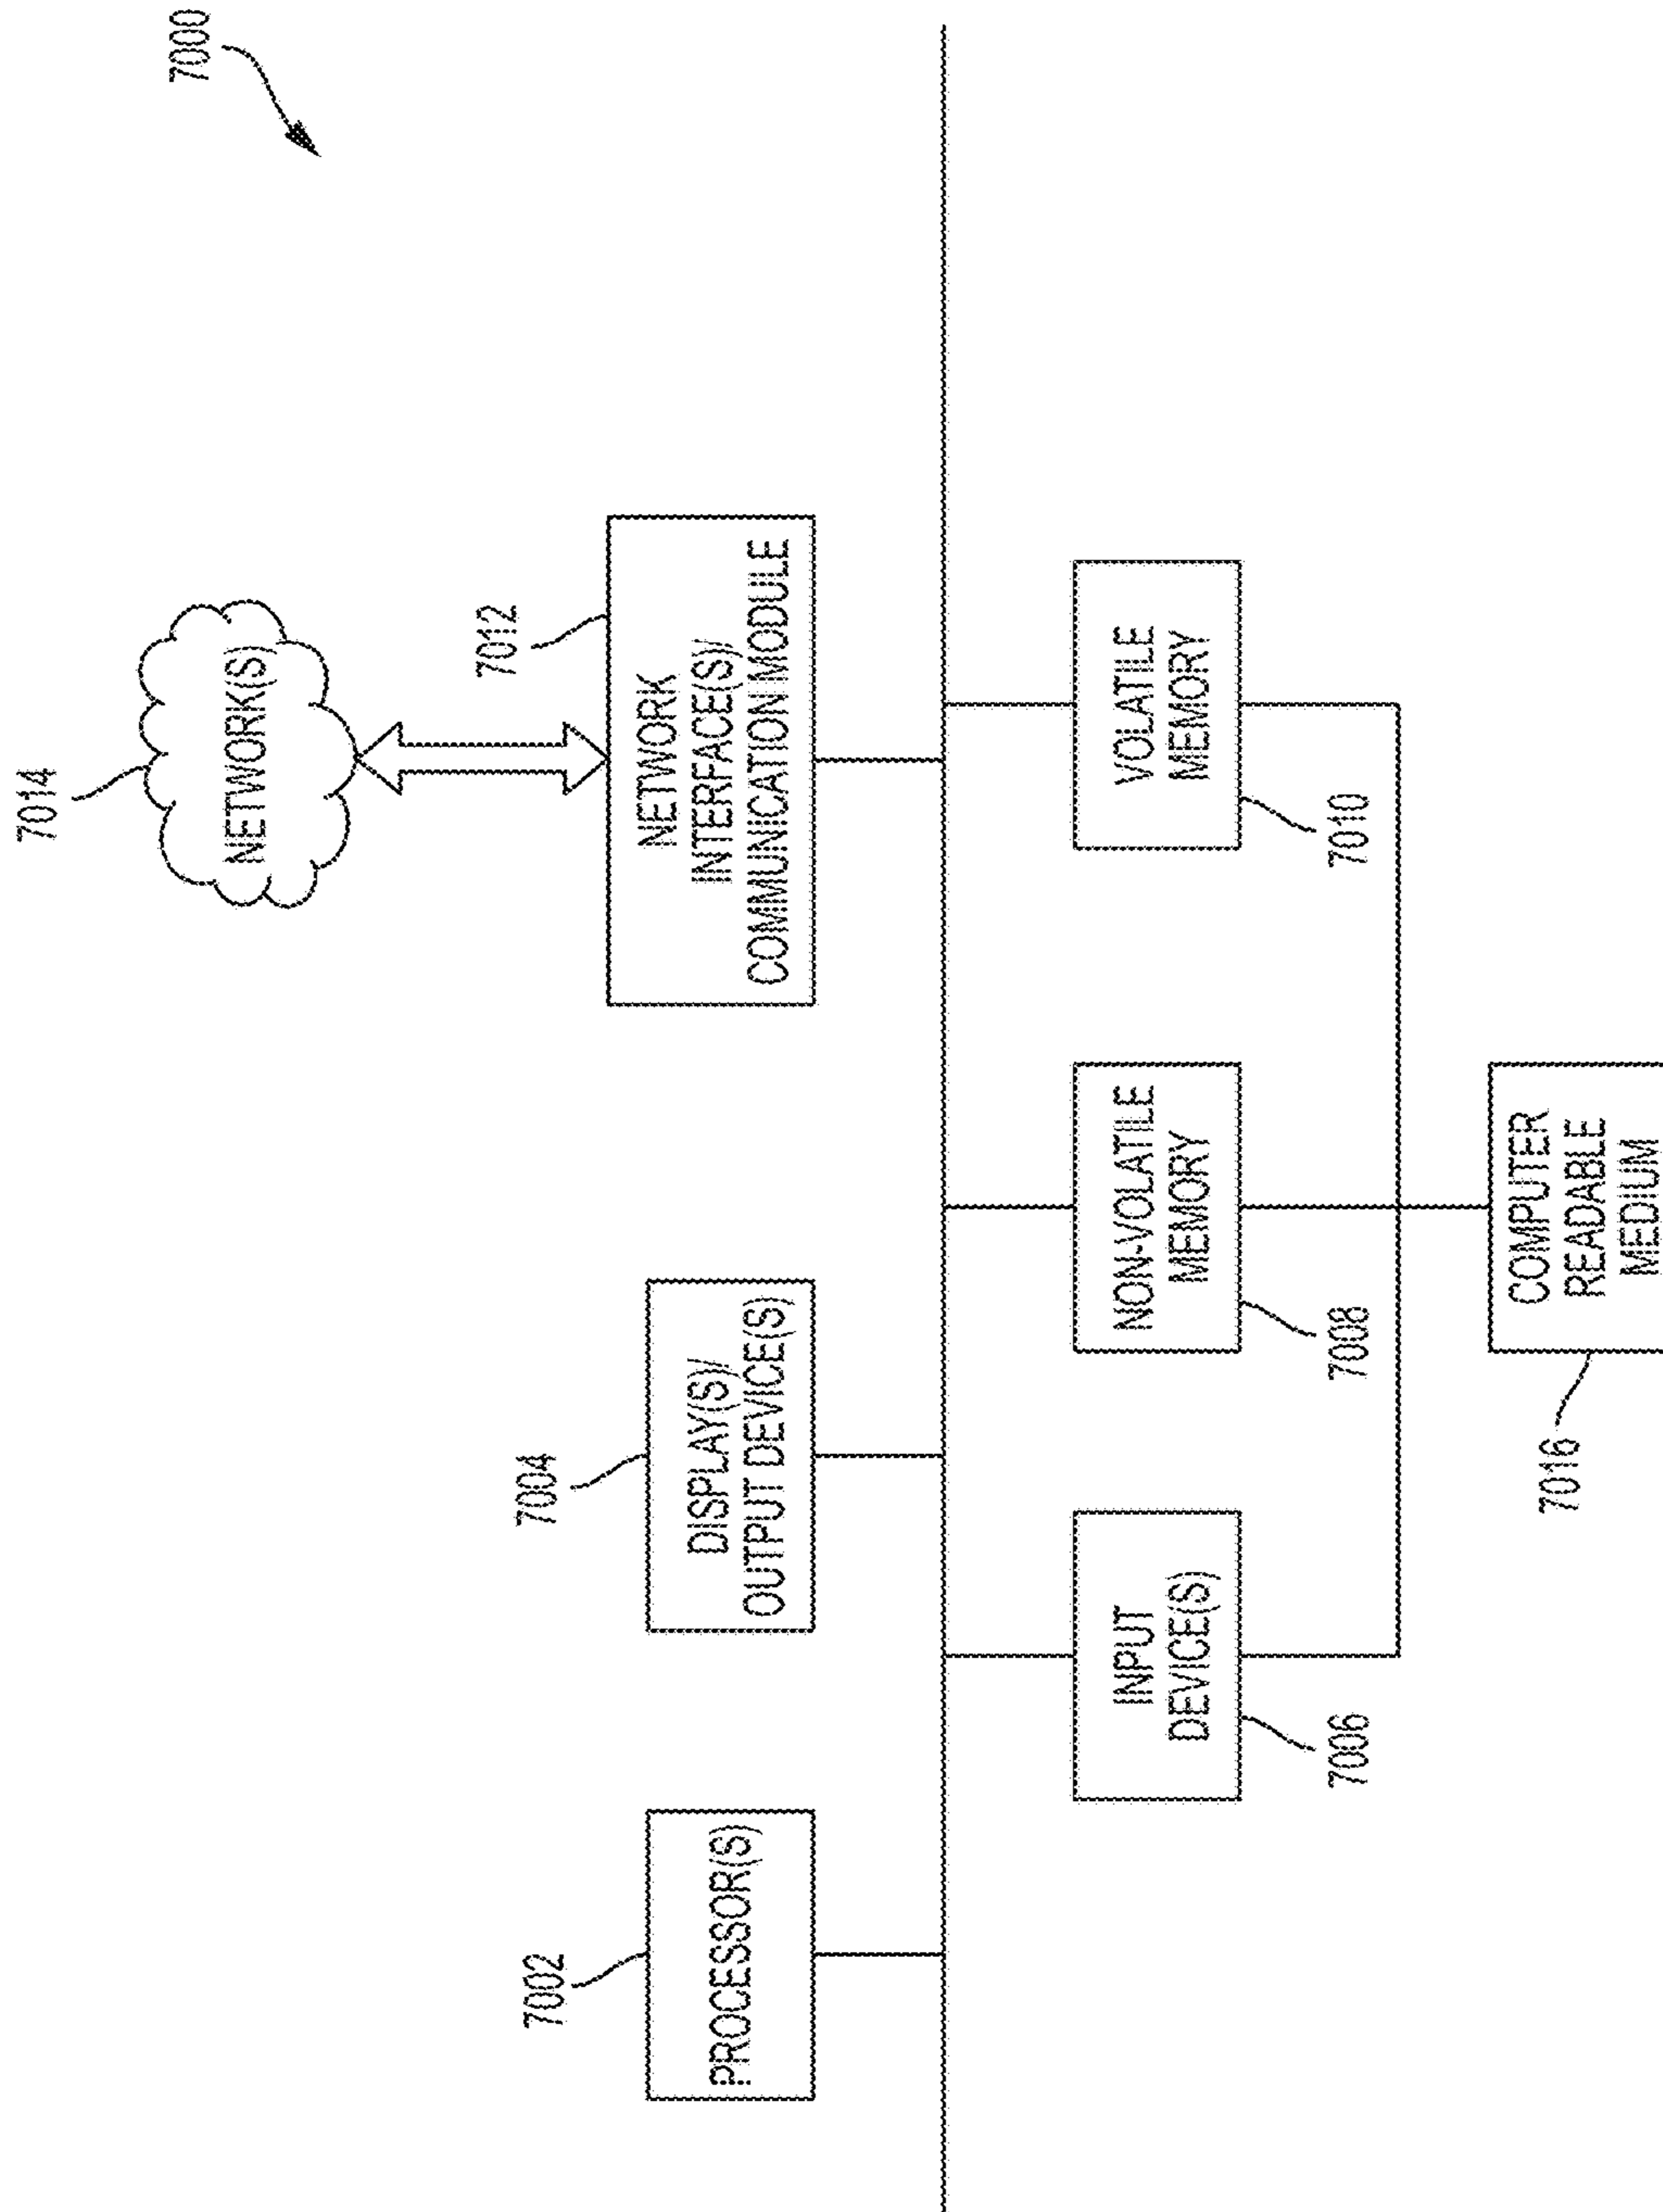 7000
7014
NETWORK(S)
7012
NETWORK
INTERFACE(S)/
COMMUNICATION MODULE
7004
DISPLAY(S)/
OUTPUT DEVICE(S)
7002
PROCESSOR(S)
INPUT
DEVICE(S)
7006
NON-VOLATILE
MEMORY
7008
VOLATILE
MEMORY
7010
COMPUTER
READABLE
MEDIUM
7016